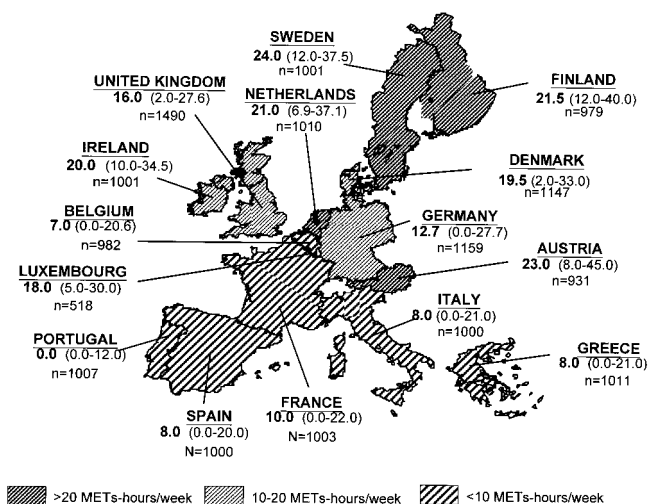 SWEDEN
24.0 (12.0-37.5)
n=1001
UNITED KINGDOM
16.0 (2.0-27.6)
n=1490
NETHERLANDS
21.0 (6.9-37.1)
n=1010
FINLAND
21.5 (12.0-40.0)
n=979
IRELAND
20.0 (10.0-34.5)
n=1001
DENMARK
19.5 (2.0-33.0)
n=1147
BELGIUM
7.0 (0.0-20.6)
n=982
GERMANY
12.7 (0.0-27.7)
n=1159
AUSTRIA
23.0 (8.0-45.0)
n=931
LUXEMBOURG
18.0 (5.0-30.0)
n=518
ITALY
8.0 (0.0-21.0)
n=1000
PORTUGAL
0.0 (0.0-12.0)
n=1007
GREECE
8.0 (0.0-21.0)
n=1011
FRANCE
10.0 (0.0-22.0)
N=1003
SPAIN
8.0 (0.0-20.0)
N=1000
>20 METs-hours/week
10-20 METs-hours/week
<10 METs-hours/week